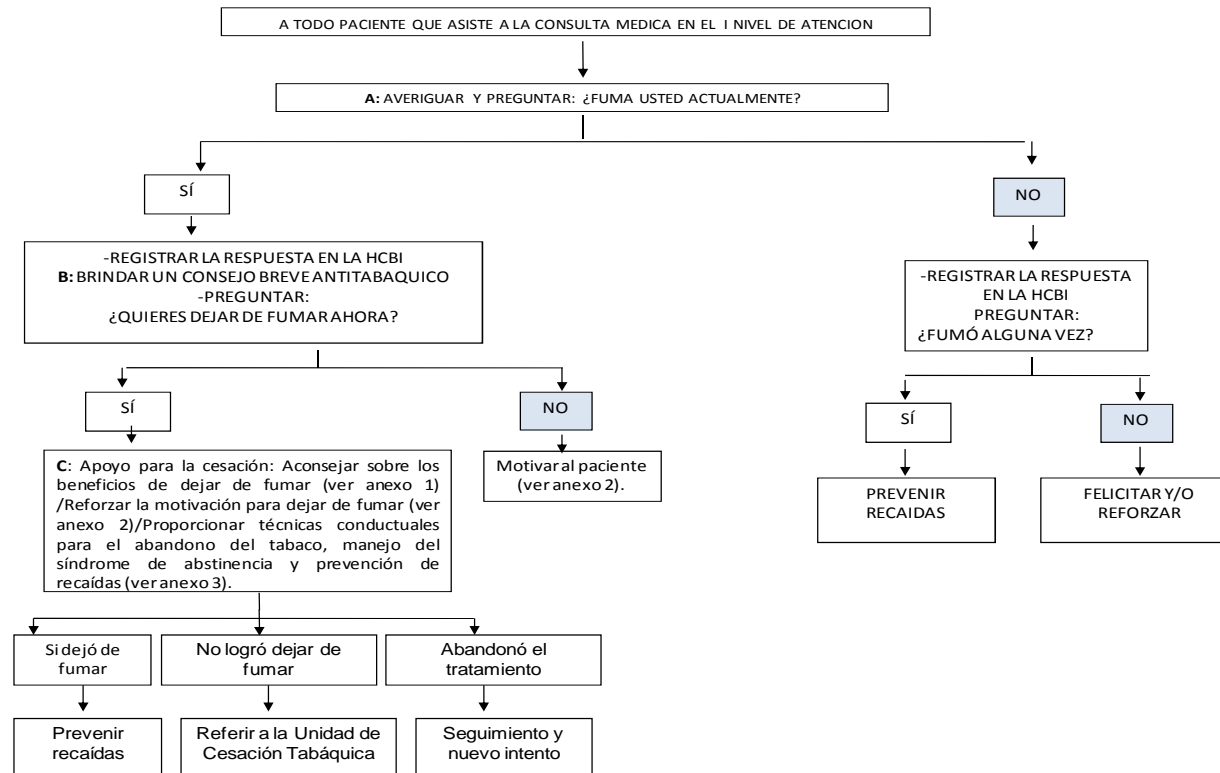 A TODO PACIENTE QUE ASISTE A LA CONSULTA MEDICA EN EL I NIVEL DE ATENCION
A: AVERIGUAR Y PREGUNTAR: ¿FUMA USTED ACTUALMENTE?
SÍ
NO
-REGISTRAR LA RESPUESTA EN LA HCBI
B: BRINDAR UN CONSEJO BREVE ANTITABAQUICO
-PREGUNTAR:
¿QUIERES DEJAR DE FUMAR AHORA?
-REGISTRAR LA RESPUESTA
EN LA HCBI
PREGUNTAR:
¿FUMÓ ALGUNA VEZ?
SÍ
NO
SÍ
NO
C: Apoyo para la cesación: Aconsejar sobre los
beneficios de dejar de fumar (ver anexo 1)
/Reforzar la motivación para dejar de fumar (ver
anexo 2)/Proporcionar técnicas conductuales
para el abandono del tabaco, manejo del
síndrome de abstinencia y prevención de
recaídas (ver anexo 3).
Motivar al paciente
(ver anexo 2).
PREVENIR
RECAIDAS
FELICITAR Y/O
REFORZAR
Si dejó de
fumar
No logró dejar de
fumar
Abandonó el
tratamiento
Prevenir
recaídas
Referir a la Unidad de
Cesación Tabáquica
Seguimiento y
nuevo intento